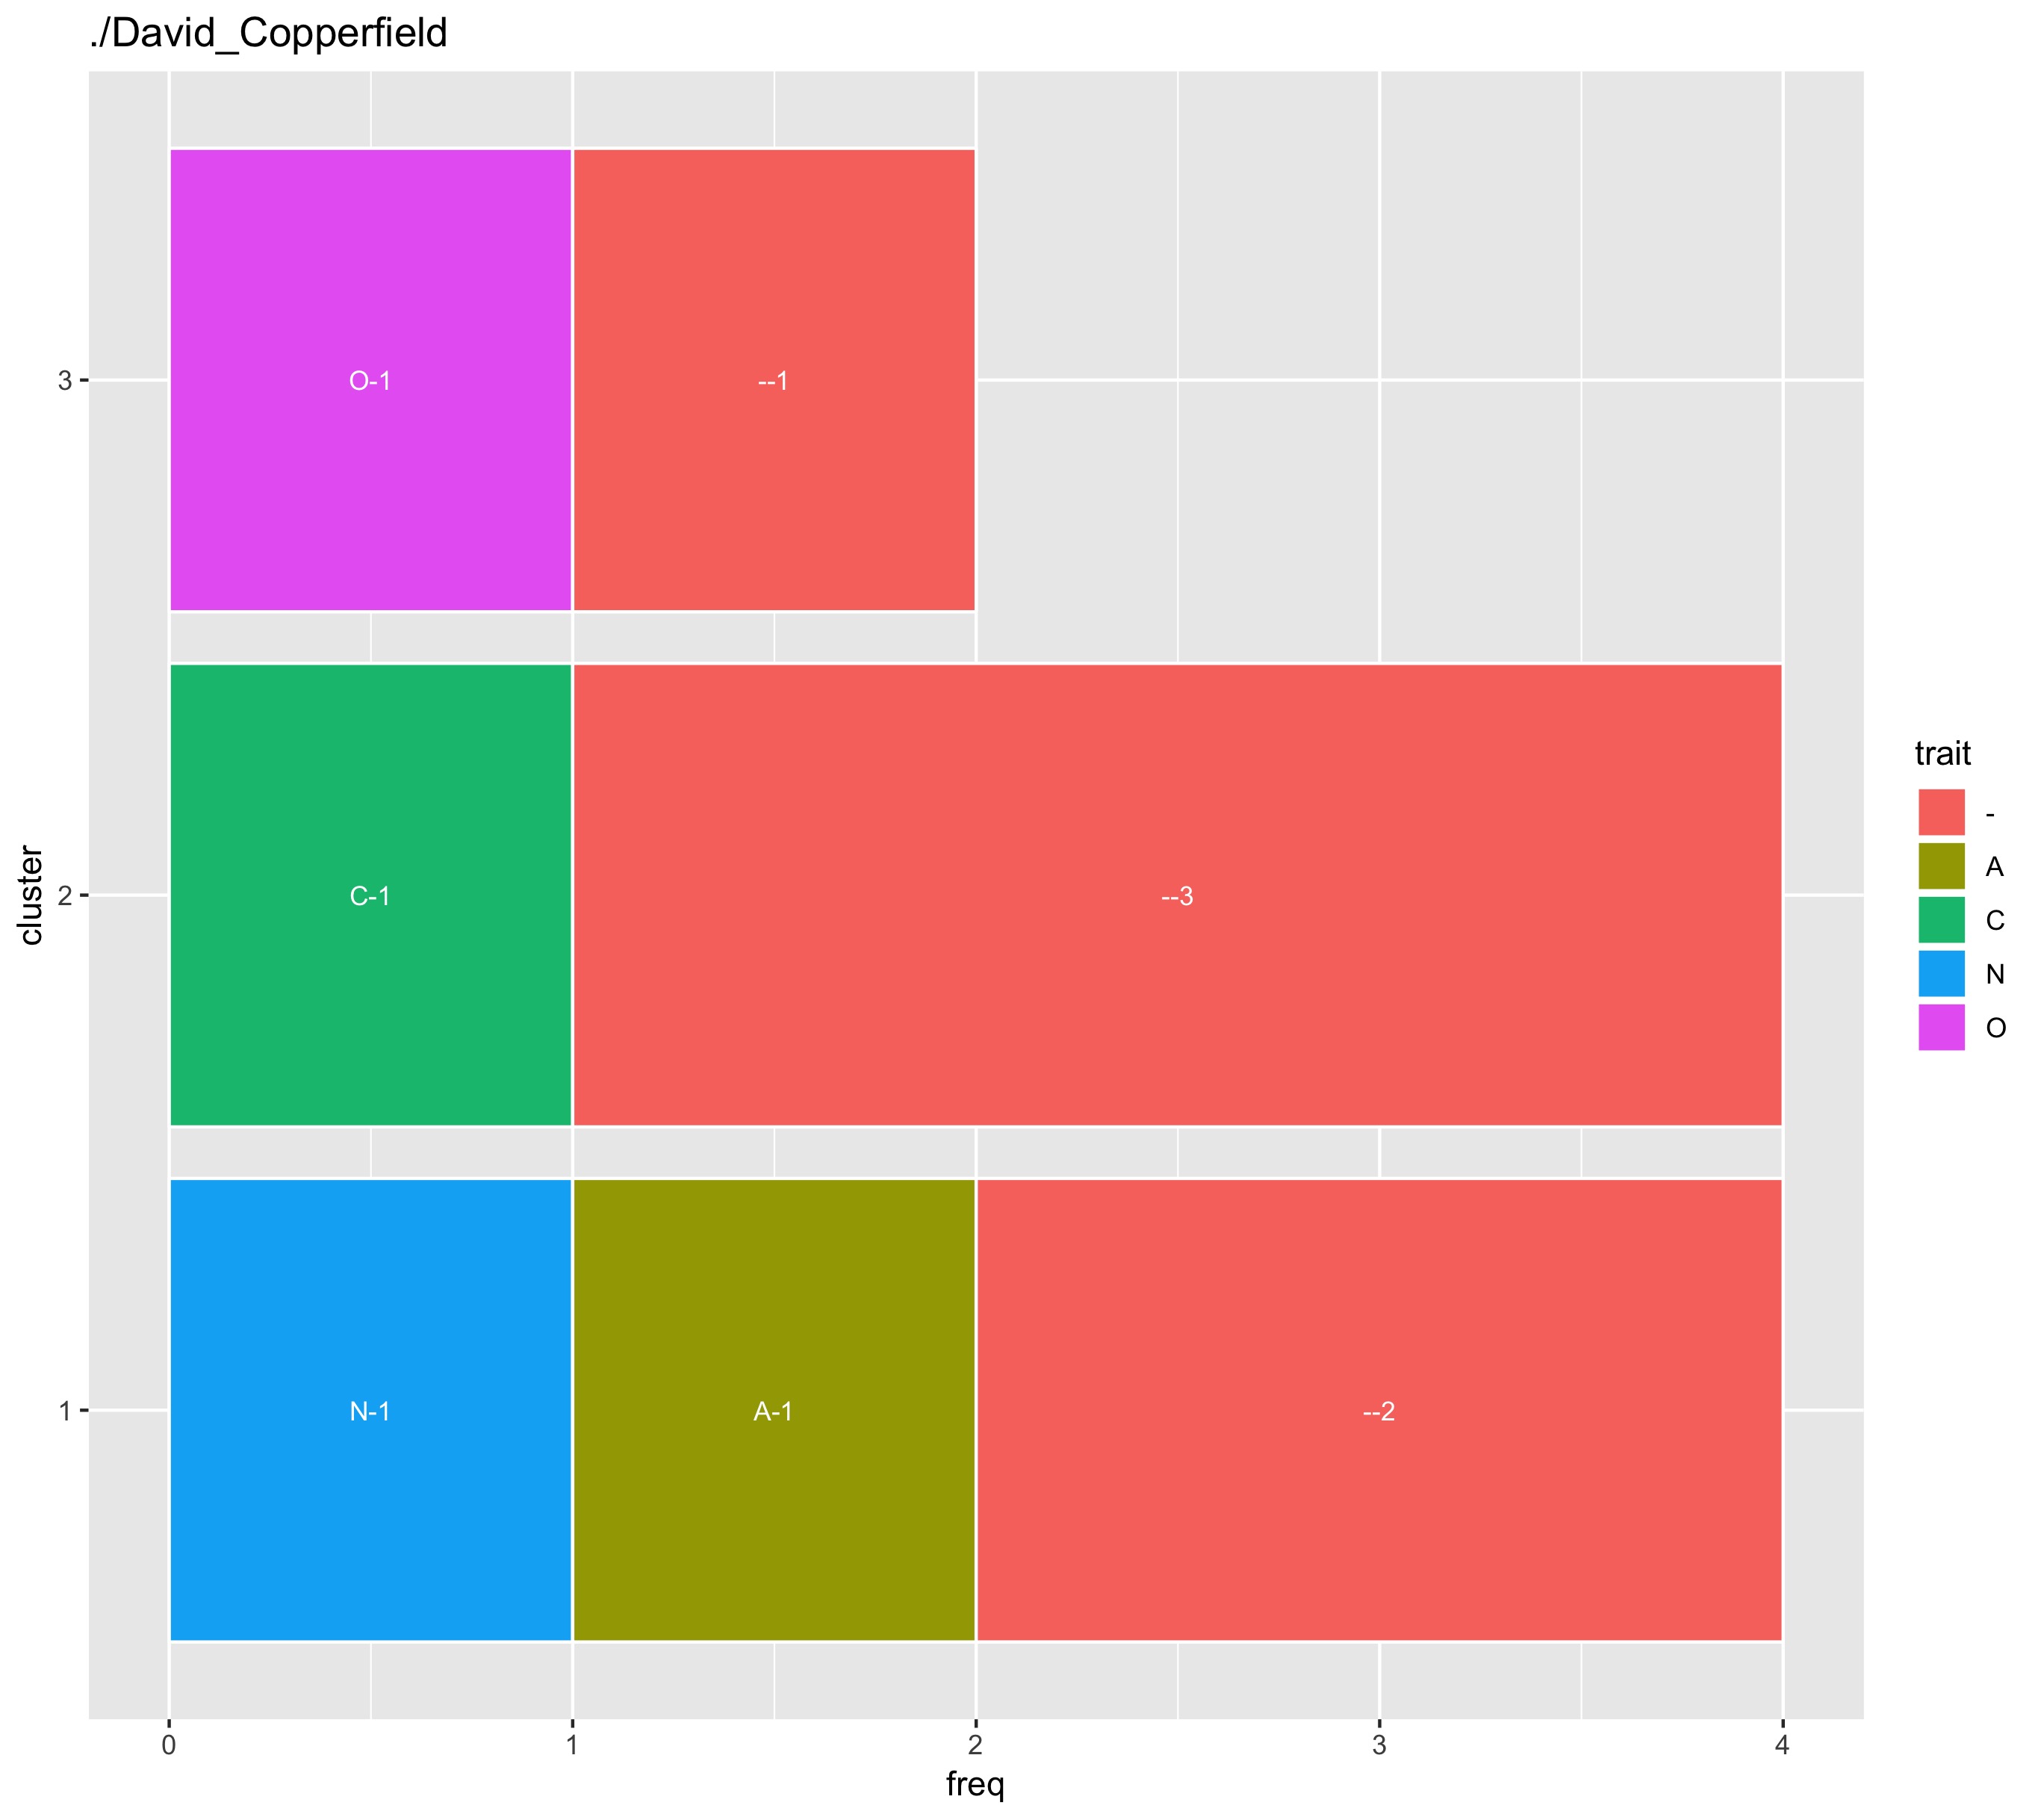 ./David_Copperfield
3
O-1
--1
2
C-1
--3
1
N-1
A-1
--2
cluster
0
1
2
3
4
freq
trait
-
A
C
N
O